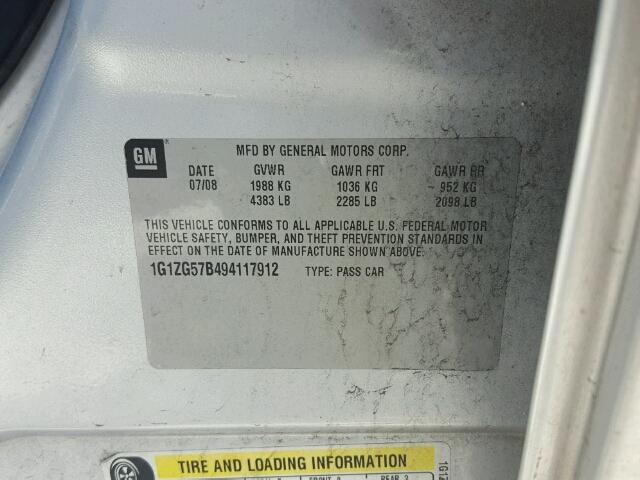 GM
MFD BY GENERAL MOTORS CORP.
DATE GVWR GAWR FRT GAWR RR
07/08 1988 KG 1036 KG 952 KG
4383 LB 2285 LB 2098 LB
THIS VEHICLE CONFORMS TO ALL APPLICABLE U.S. FEDERAL MOTOR
VEHICLE SAFETY, BUMPER, AND THEFT PREVENTION STANDARDS IN
EFFECT ON THE DATE OF MANUFACTURE SHOWN ABOVE.
1G1ZG57B494117912 TYPE: PASS CAR
TIRE AND LOADING INFORMATION